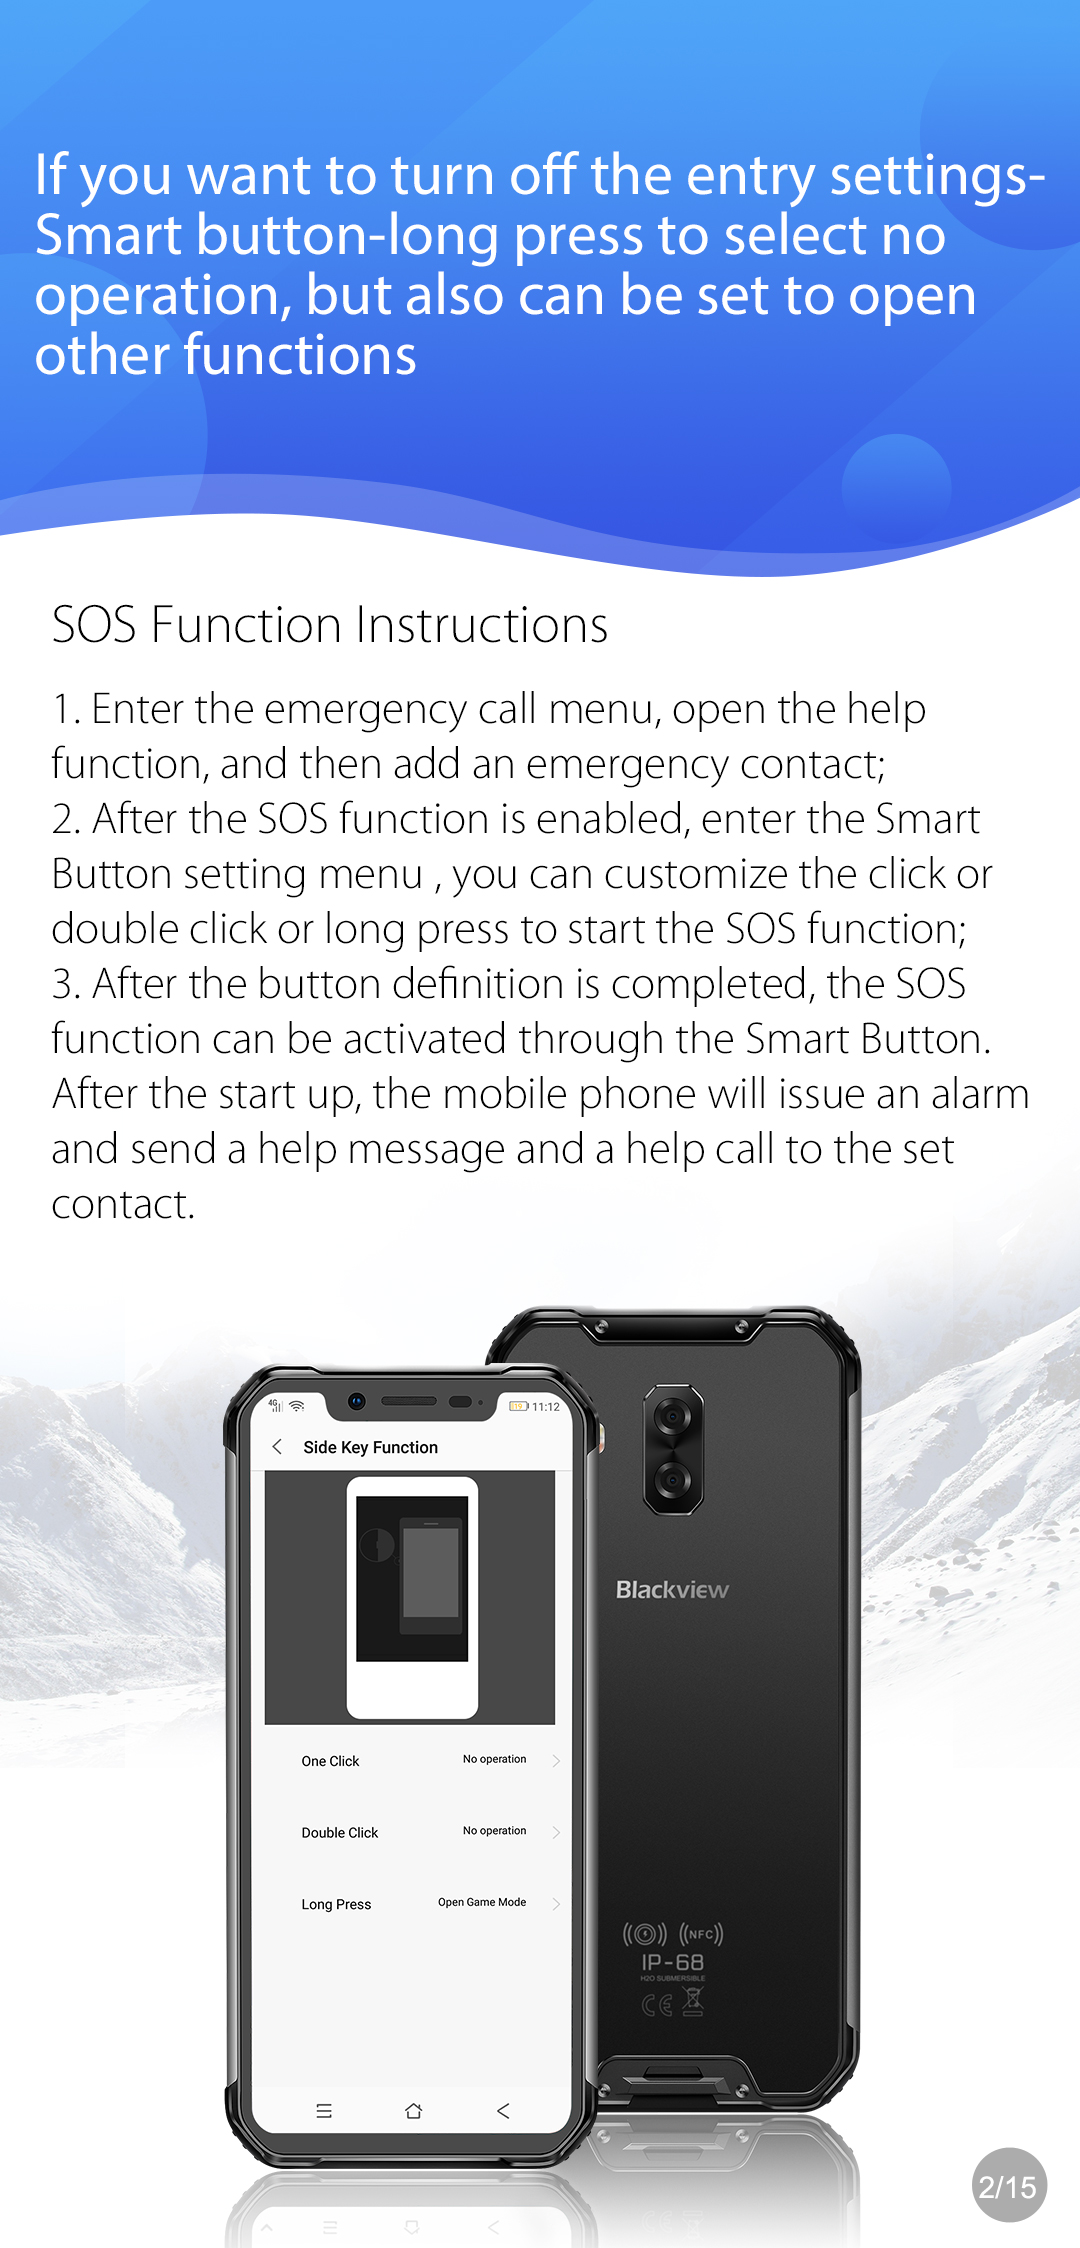 If you want to turn off the entry settings-
Smart button-long press to select no
operation, but also can be set to open
other functions
SOS Function Instructions
1. Enter the emergency call menu, open the help
function, and then add an emergency contact;
2. After the SOS function is enabled, enter the Smart
Button setting menu , you can customize the click or
double click or long press to start the SOS function;
3. After the button definition is completed, the SOS
function can be activated through the Smart Button.
After the start up, the mobile phone will issue an alarm
and send a help message and a help call to the set
contact.
4G 19 11:12
Side Key Function
One Click No operation
Double Click No operation
Long Press Open Game Mode
Blackview
NFC
IP-68
H2O SUBMERSIBLE
CE
2/15